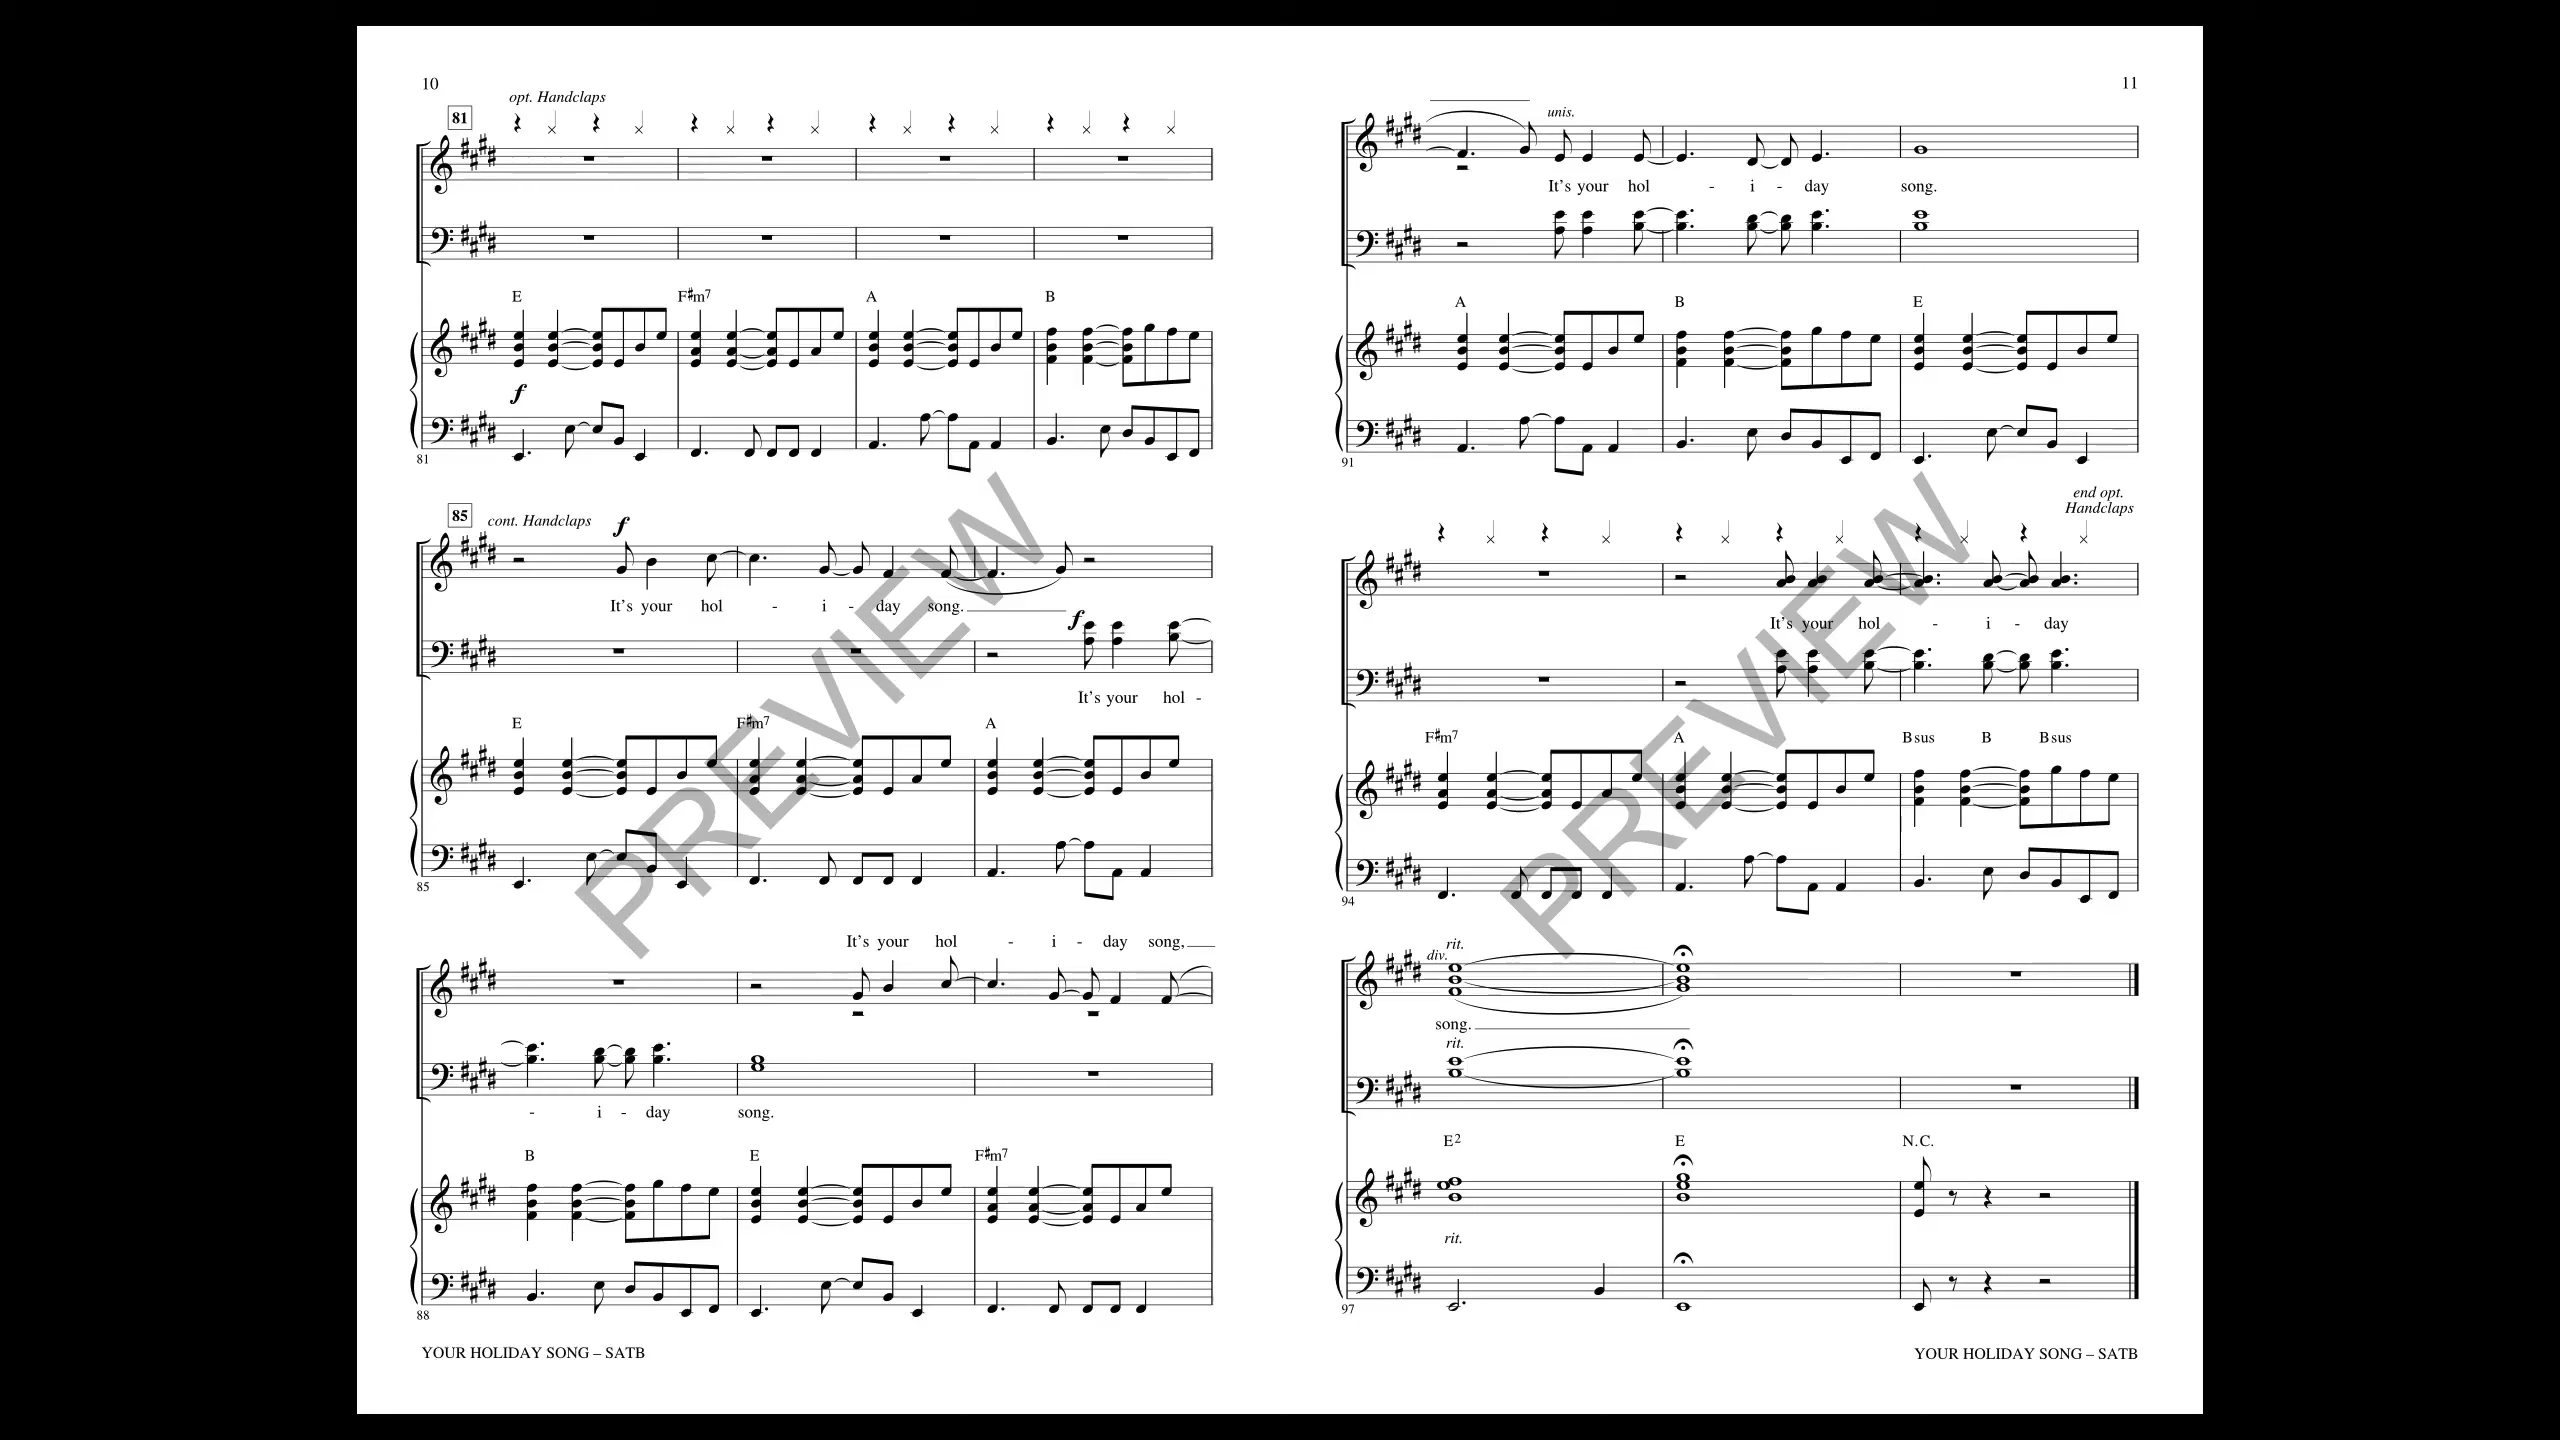 10
opt. Handclaps
81
E F#m7 A B
f
81
85 cont. Handclaps f
It's your hol - i - day song.
f
It's your hol -
E F#m7 A
85
It's your hol - i - day song,
- i - day song.
B E F#m7
88
YOUR HOLIDAY SONG – SATB
PREVIEW
11
unis.
It's your hol - i - day song.
A B E
91
end opt.
Handclaps
It's your hol - i - day
F#m7 A Bsus B Bsus
94
rit.
div.
song.
rit.
E2 E N.C.
rit.
97
YOUR HOLIDAY SONG – SATB
PREVIEW